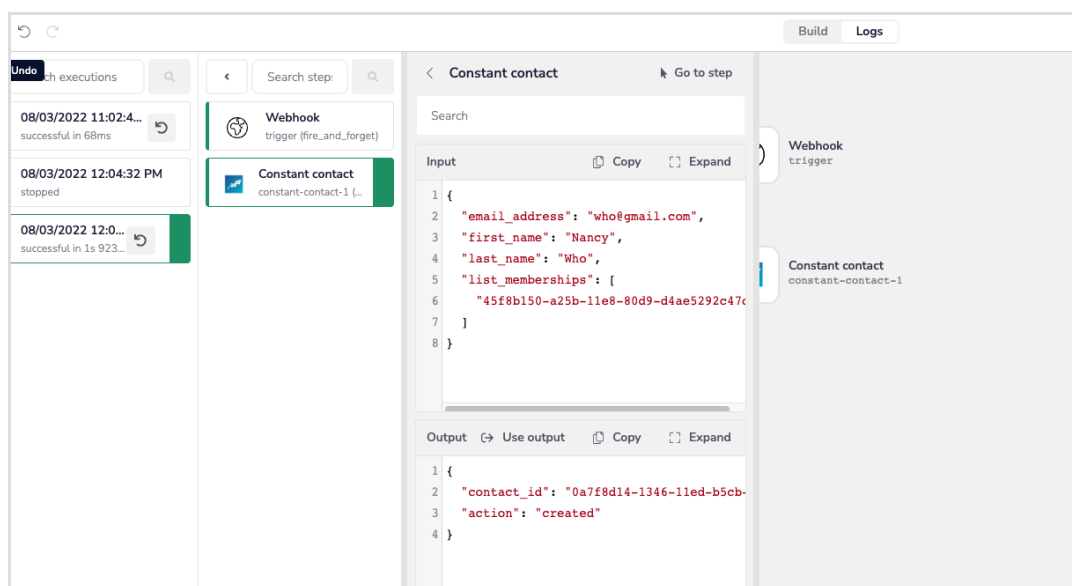 Build
Logs
Undo
ch executions
Search step:
Constant contact
Go to step
08/03/2022 11:02:4...
successful in 68ms
08/03/2022 12:04:32 PM
stopped
08/03/2022 12:0...
successful in 1s 923...
Webhook
trigger (fire_and_forget)
Constant contact
constant-contact-1 (...
Search
Input
Copy
Expand
1 {
2 "email_address": "who@gmail.com",
3 "first_name": "Nancy",
4 "last_name": "Who",
5 "list_memberships": [
6 "45f8b150-a25b-11e8-80d9-d4ae5292c47
7 ]
8 }
Output
Use output
Copy
Expand
1 {
2 "contact_id": "0a7f8d14-1346-11ed-b5cb-
3 "action": "created"
4 }
Webhook
trigger
Constant contact
constant-contact-1